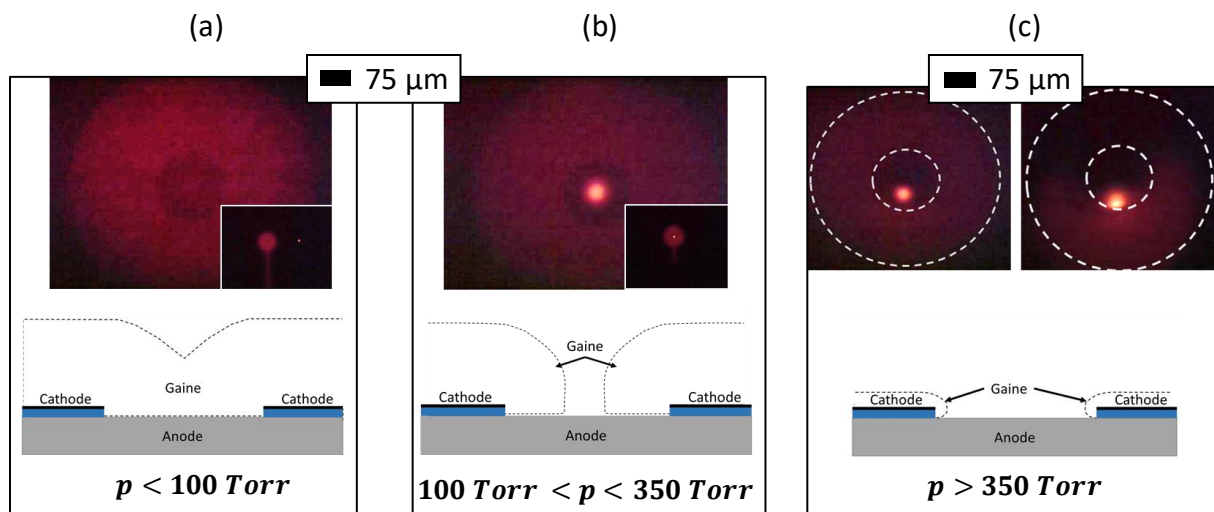 (a)
(b)
(c)
75 μm
75 μm
Gaine
Cathode
Cathode
Anode
p < 100 Torr
Gaine
Cathode
Cathode
Anode
100 Torr < p < 350 Torr
Gaine
Cathode
Cathode
Anode
p > 350 Torr